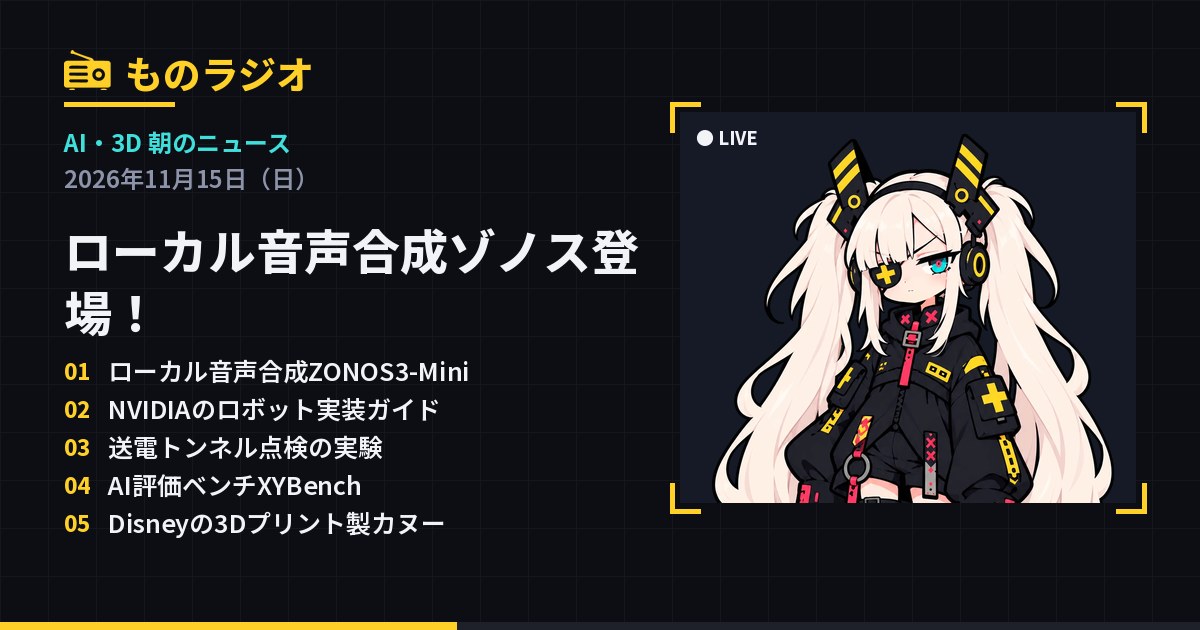 ものラジオ
AI・3D 朝のニュース
2026年11月15日（日）
ローカル音声合成ゾノス登
場！
01 ローカル音声合成ZONOS3-Mini
02 NVIDIAのロボット実装ガイド
03 送電トンネル点検の実験
04 AI評価ベンチXYBench
05 Disneyの3Dプリント製カヌー
LIVE